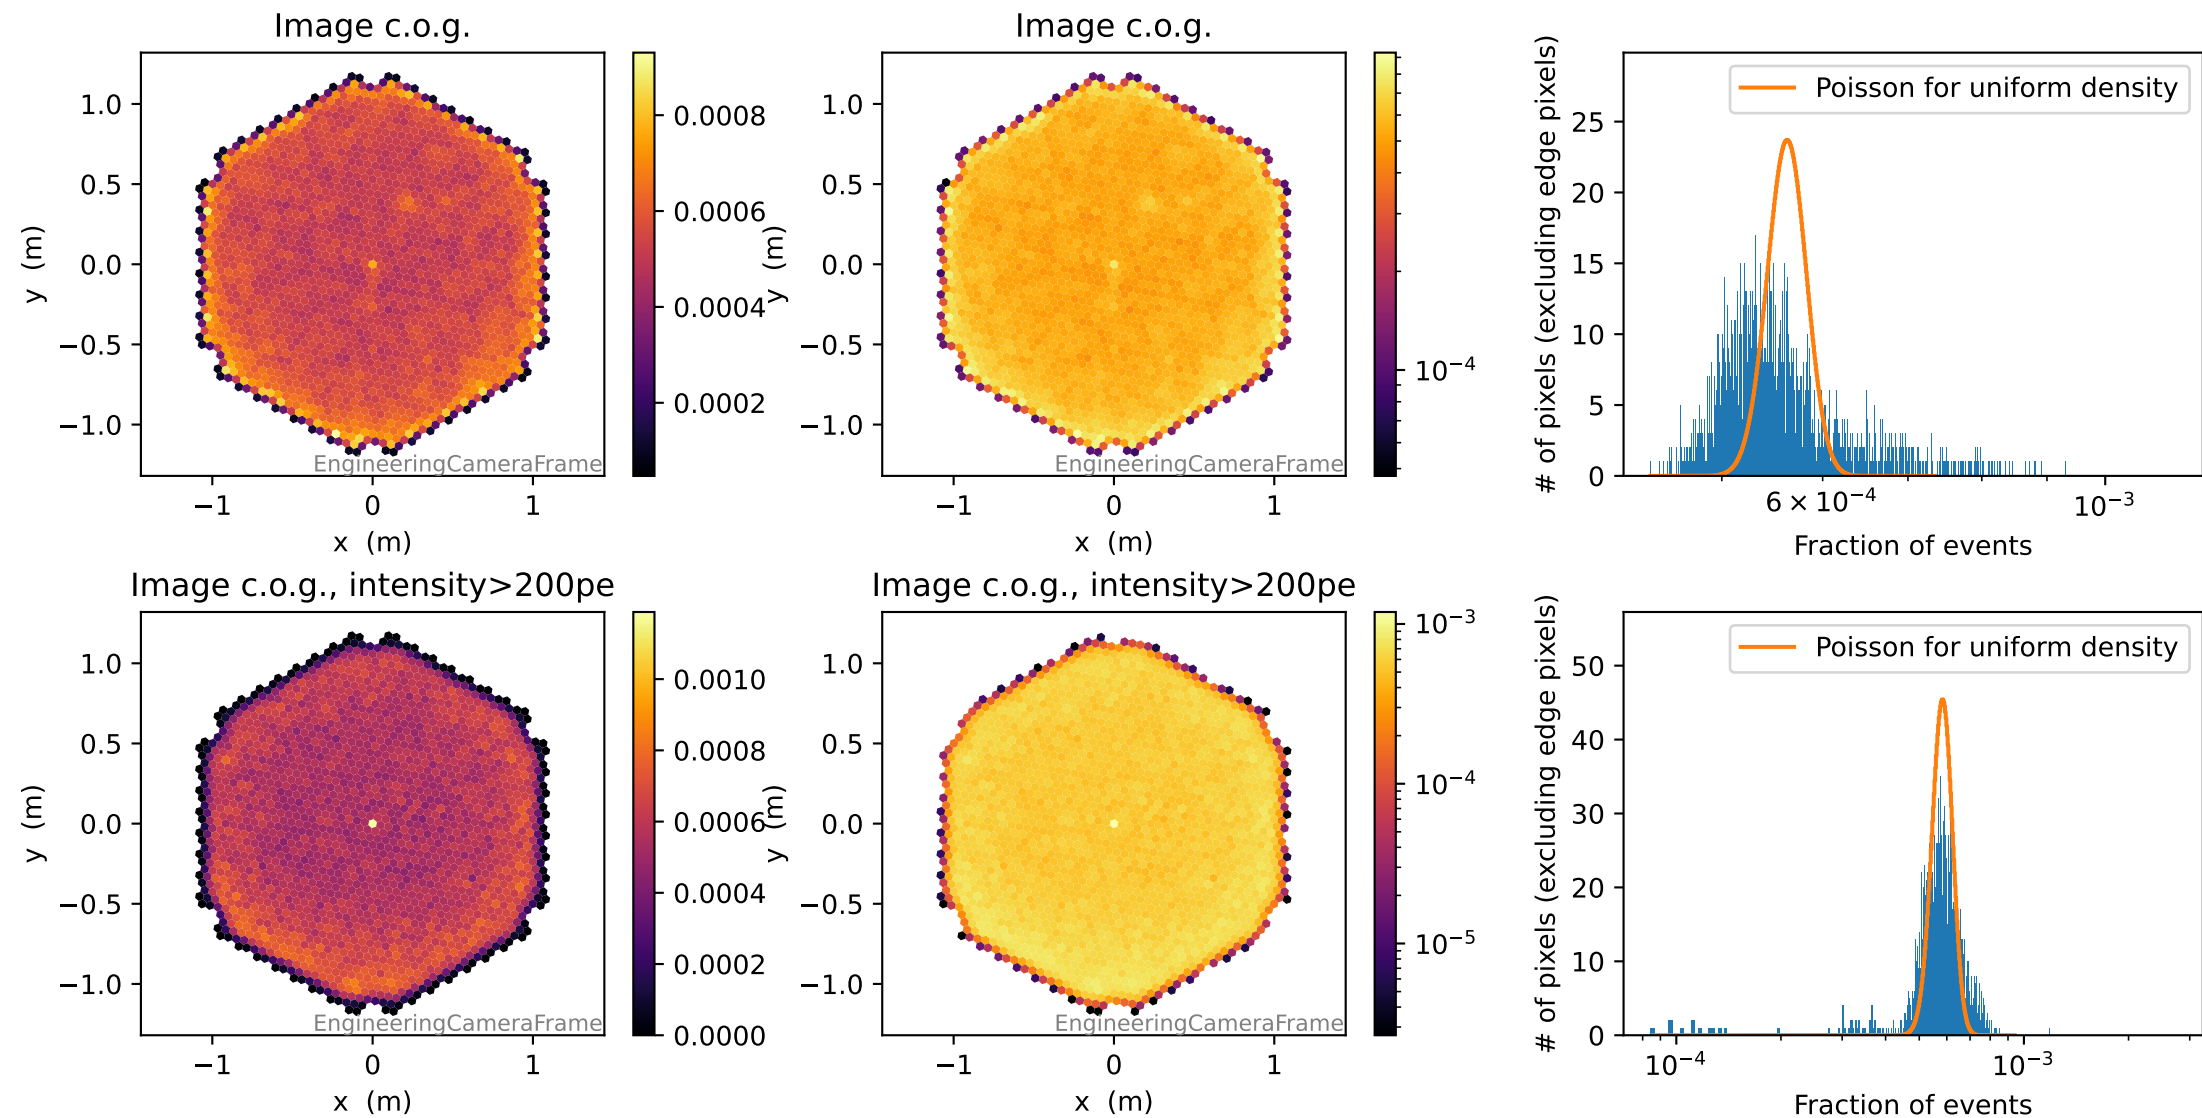 Image c.o.g.
1.0
0.5
0.0
−0.5
−1.0
y (m)
−1
0
1
x (m)
EngineeringCameraFrame
0.0008
0.0006
0.0004
0.0002
Image c.o.g.
1.0
0.5
0.0
−0.5
−1.0
y (m)
−1
0
1
x (m)
EngineeringCameraFrame
10⁻⁴
Poisson for uniform density
# of pixels (excluding edge pixels)
25
20
15
10
5
0
6 × 10⁻⁴
10⁻³
Fraction of events
Image c.o.g., intensity>200pe
1.0
0.5
0.0
−0.5
−1.0
y (m)
−1
0
1
x (m)
EngineeringCameraFrame
0.0010
0.0008
0.0006
0.0004
0.0002
0.0000
Image c.o.g., intensity>200pe
1.0
0.5
0.0
−0.5
−1.0
y (m)
−1
0
1
x (m)
EngineeringCameraFrame
10⁻³
10⁻⁴
10⁻⁵
Poisson for uniform density
# of pixels (excluding edge pixels)
50
40
30
20
10
0
10⁻⁴
10⁻³
Fraction of events